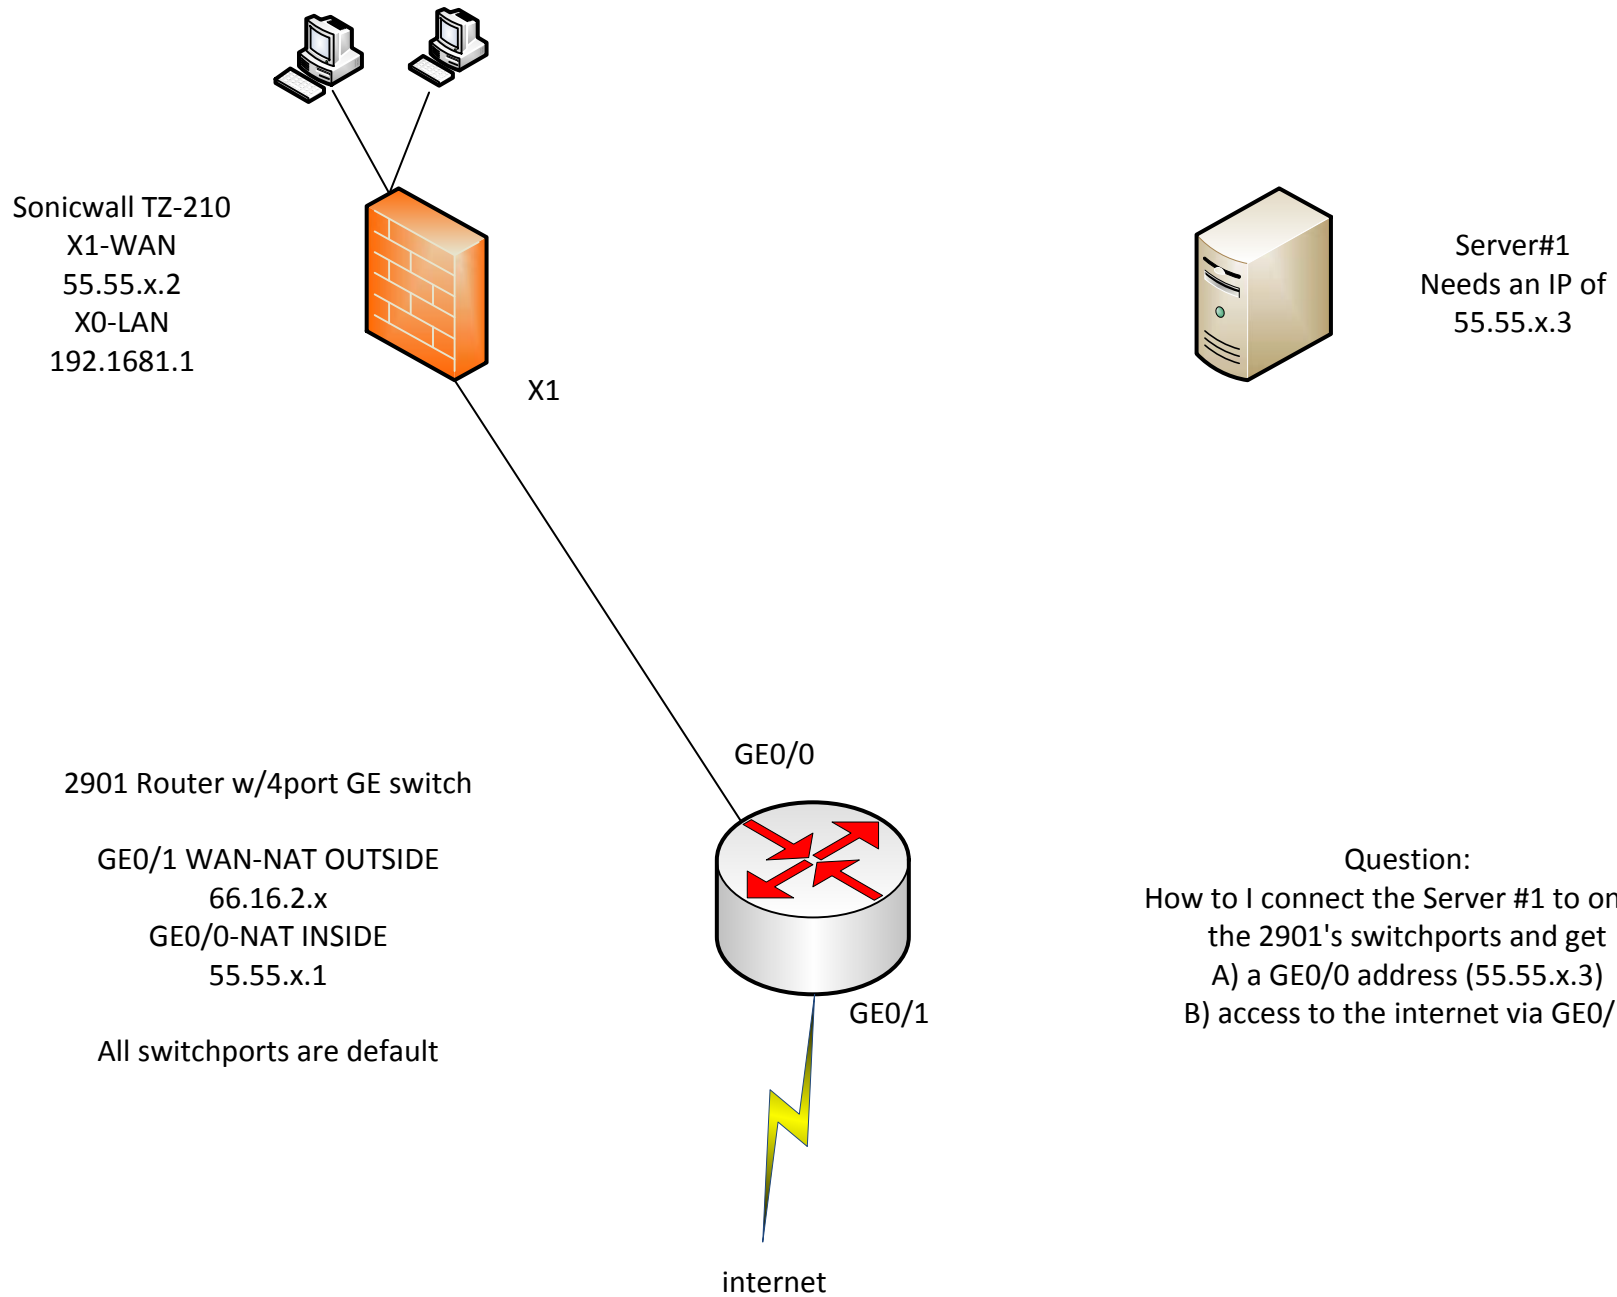 Sonicwall TZ-210
X1-WAN
55.55.x.2
X0-LAN
192.1681.1
X1
Server#1
Needs an IP of
55.55.x.3
GE0/0
2901 Router w/4port GE switch
GE0/1 WAN-NAT OUTSIDE
66.16.2.x
GE0/0-NAT INSIDE
55.55.x.1
All switchports are default
GE0/1
Question:
How to I connect the Server #1 to on
the 2901's switchports and get
A) a GE0/0 address (55.55.x.3)
B) access to the internet via GE0/
internet